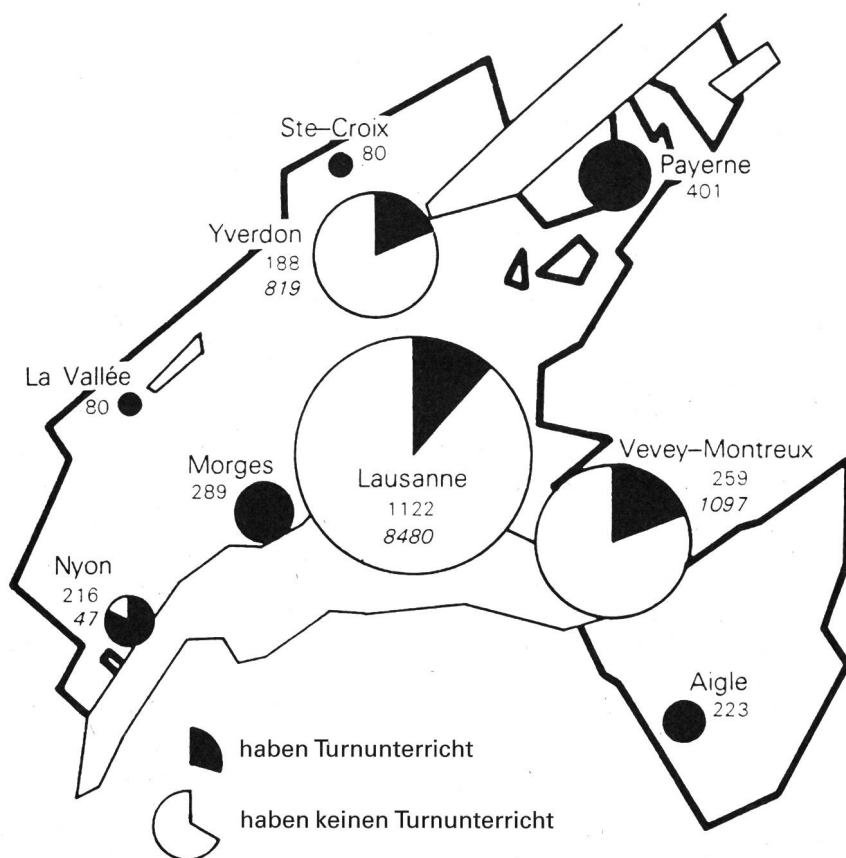 Ste–Croix
80
Payerne
401
Yverdon
188
819
La Vallée
80
Morges
289
Lausanne
1122
8480
Vevey–Montreux
259
1097
Nyon
216
47
Aigle
223
haben Turnunterricht
haben keinen Turnunterricht